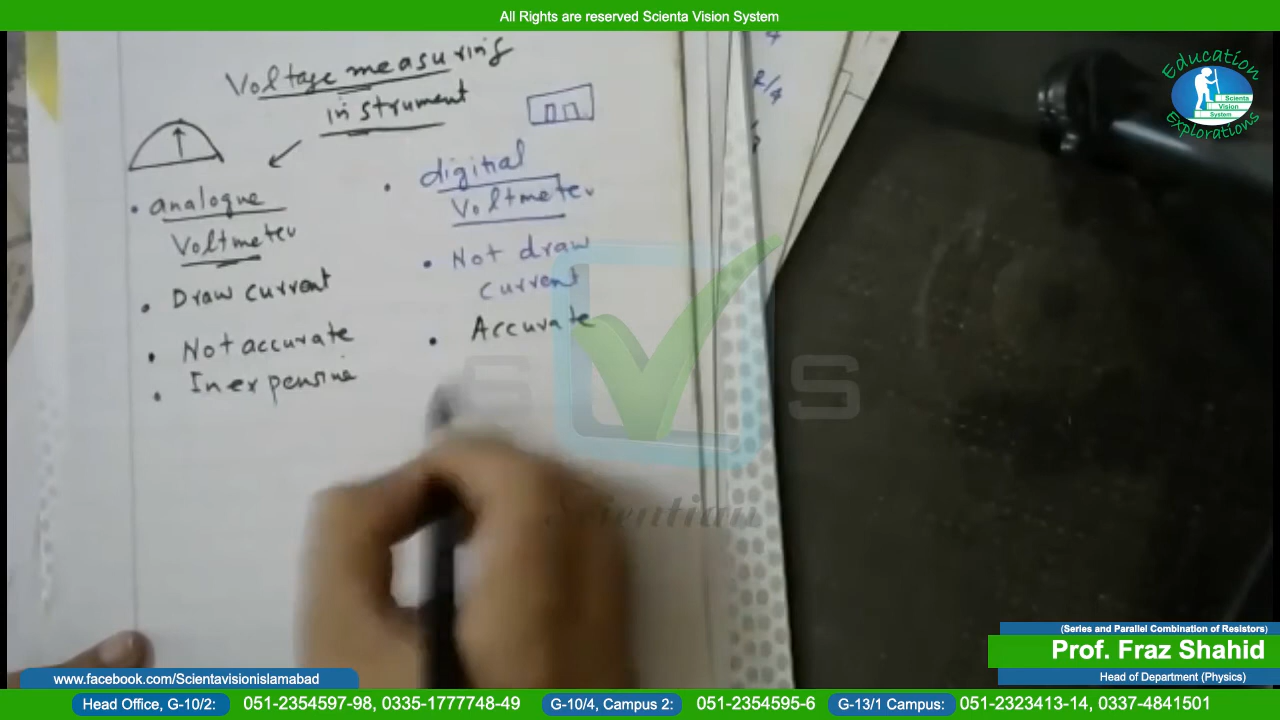 All Rights are reserved Scienta Vision System
Education
Scienta
Vision
System
Explorations
Voltage measuring
instrument
• analogue
Voltmeter
• Draw current
• Not accurate
• Inexpensive
• digitial
Voltmeter
• Not draw
current
• Accurate
S S
Scientian
(Series and Parallel Combination of Resistors)
Prof. Fraz Shahid
Head of Department (Physics)
www.facebook.com/Scientavisionislamabad
Head Office, G-10/2: 051-2354597-98, 0335-1777748-49 G-10/4, Campus 2: 051-2354595-6 G-13/1 Campus: 051-2323413-14, 0337-4841501